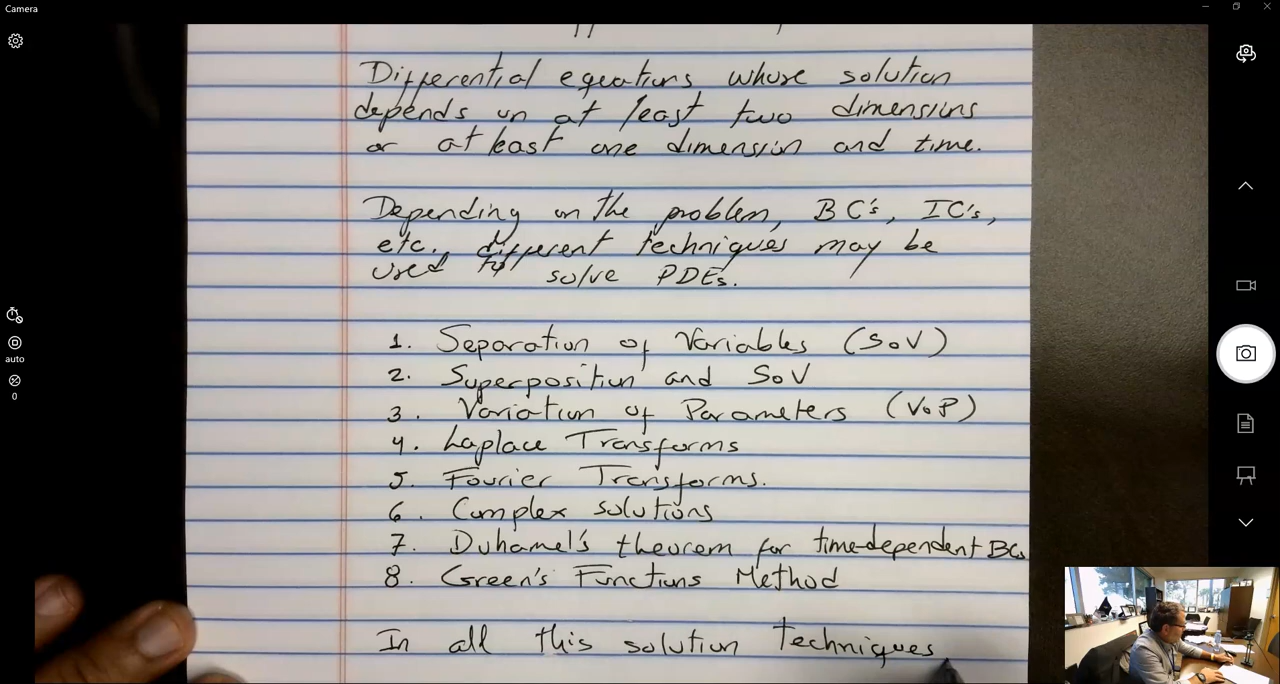 Camera
Differential equations whose solution
depends on at least two dimensions
or at least one dimension and time.
Depending on the problem, BC's, IC's,
etc. different techniques may be
used to solve PDEs.
1. Separation of Variables (SoV)
2. Superposition and SoV
3. Variation of Parameters (VoP)
4. Laplace Transforms
5. Fourier Transforms.
6. Complex solutions
7. Duhamel's theorem for time-dependent BCs
8. Green's Functions Method
In all this solution techniques
auto
0